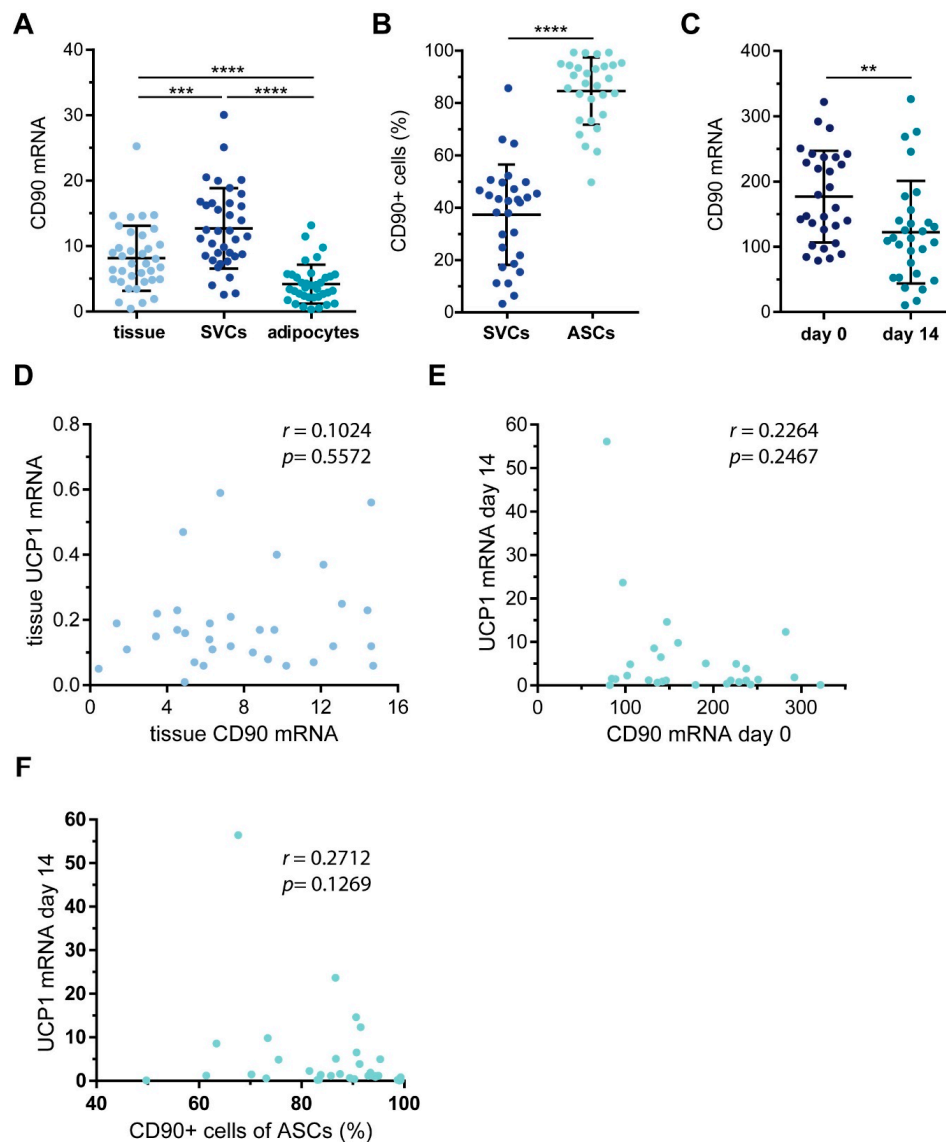 A
CD90 mRNA
40
30
20
10
0
****
***
****
tissue
SVCs
adipocytes
B
CD90+ cells (%)
100
80
60
40
20
0
****
SVCs
ASCs
C
CD90 mRNA
400
300
200
100
0
**
day 0
day 14
D
tissue UCP1 mRNA
0.8
0.6
0.4
0.2
0.0
r = 0.1024
p= 0.5572
0
4
8
12
16
tissue CD90 mRNA
E
UCP1 mRNA day 14
60
50
40
30
20
10
0
r = 0.2264
p= 0.2467
0
100
200
300
CD90 mRNA day 0
F
UCP1 mRNA day 14
60
50
40
30
20
10
0
r = 0.2712
p= 0.1269
40
60
80
100
CD90+ cells of ASCs (%)